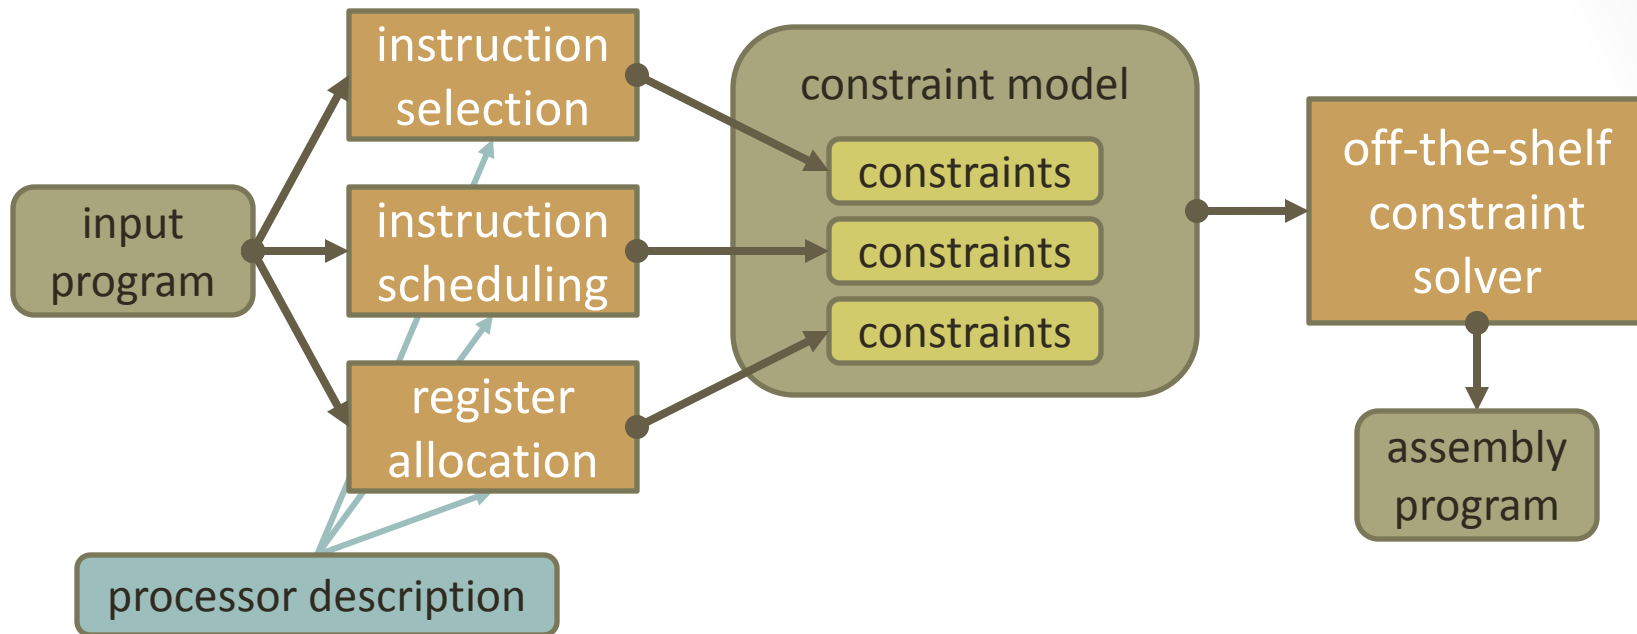 instruction
selection
input
program
instruction
scheduling
register
allocation
processor description
constraint model
constraints
constraints
constraints
off-the-shelf
constraint
solver
assembly
program